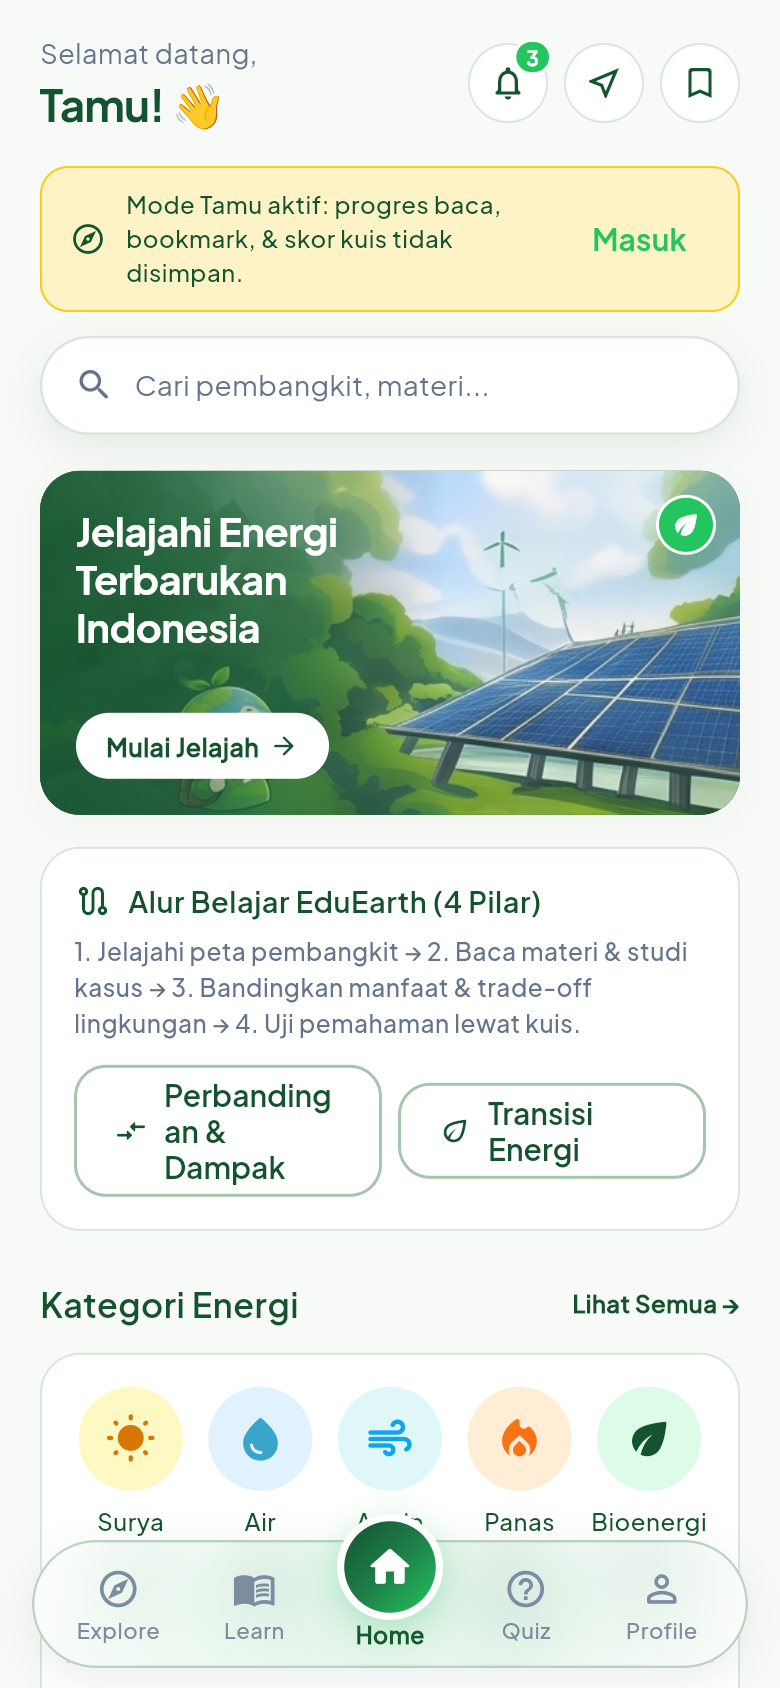 Selamat datang,
Tamu! 👋
3
Mode Tamu aktif: progres baca,
bookmark, & skor kuis tidak
disimpan.
Masuk
Cari pembangkit, materi...
Jelajahi Energi
Terbarukan
Indonesia
Mulai Jelajah →
Alur Belajar EduEarth (4 Pilar)
1. Jelajahi peta pembangkit → 2. Baca materi & studi
kasus → 3. Bandingkan manfaat & trade-off
lingkungan → 4. Uji pemahaman lewat kuis.
Perbanding
an &
Dampak
Transisi
Energi
Kategori Energi
Lihat Semua →
Surya
Air
Panas
Bioenergi
Explore
Learn
Home
Quiz
Profile